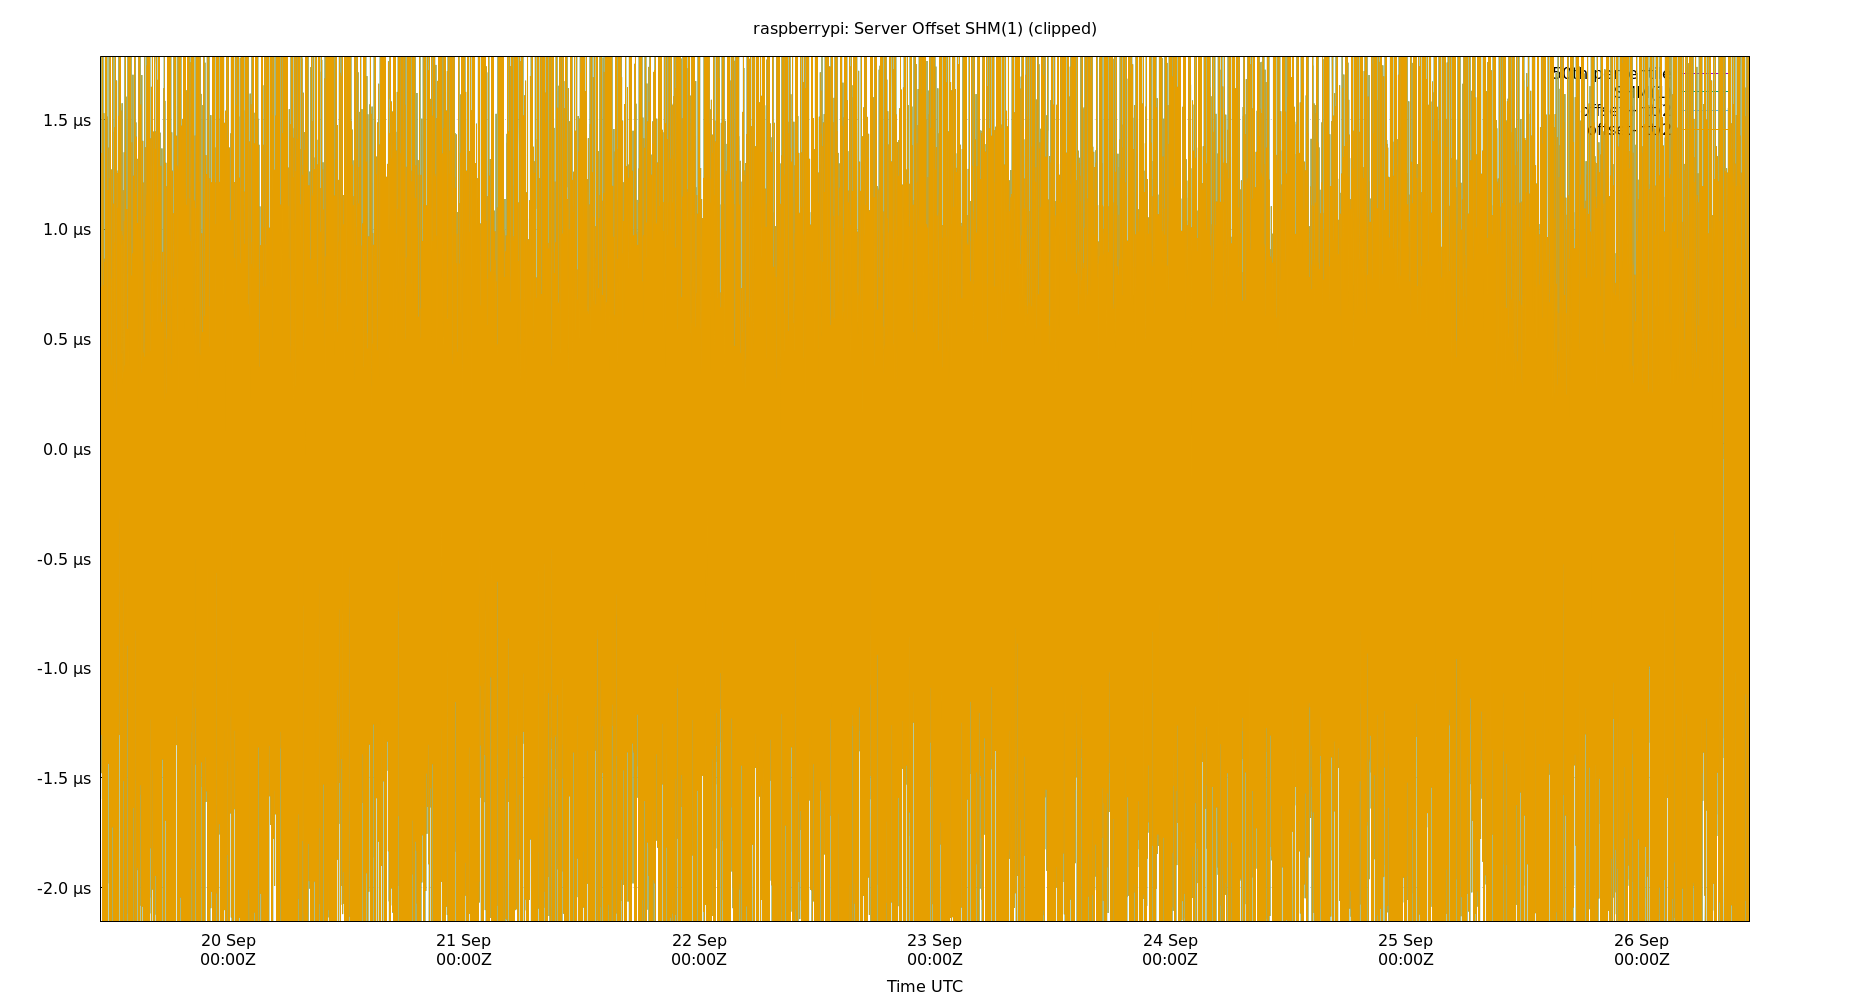 raspberrypi: Server Offset SHM(1) (clipped)
50th percentile
1.5 µs
1.0 µs
0.5 µs
0.0 µs
-0.5 µs
-1.0 µs
-1.5 µs
-2.0 µs
20 Sep 21 Sep 22 Sep 23 Sep 24 Sep 25 Sep 26 Sep
00:00Z 00:00Z 00:00Z 00:00Z 00:00Z 00:00Z 00:00Z
Time UTC